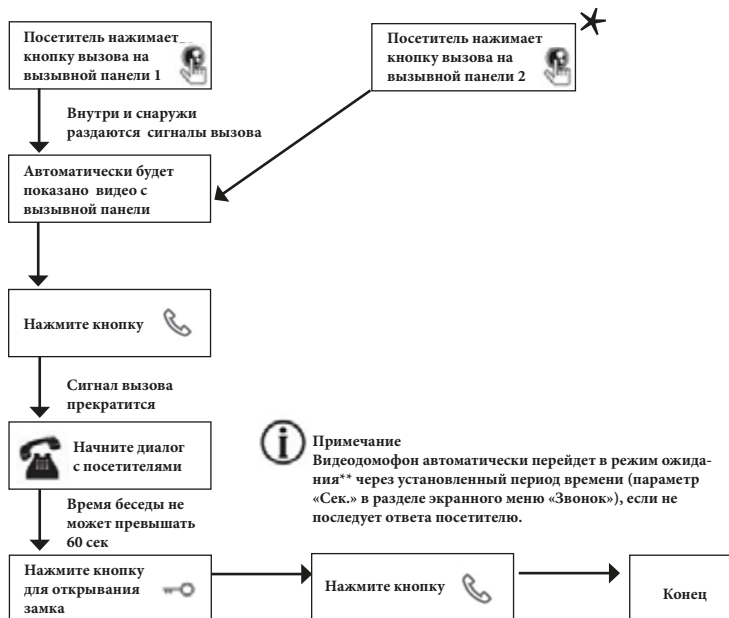 Посетитель нажимает
кнопку вызова на
вызывной панели 1
Посетитель нажимает
кнопку вызова на
вызывной панели 2
Внутри и снаружи
раздаются сигналы вызова
Автоматически будет
показано видео с
вызывной панели
Нажмите кнопку
Сигнал вызова
прекратится
Начните диалог
с посетителями
Примечание
Видеодомофон автоматически перейдет в режим ожида-
ния** через установленный период времени (параметр
«Сек.» в разделе экранного меню «Звонок»), если не
последует ответа посетителю.
Время беседы не
может превышать
60 сек
Нажмите кнопку
для открывания
замка
Нажмите кнопку
Конец